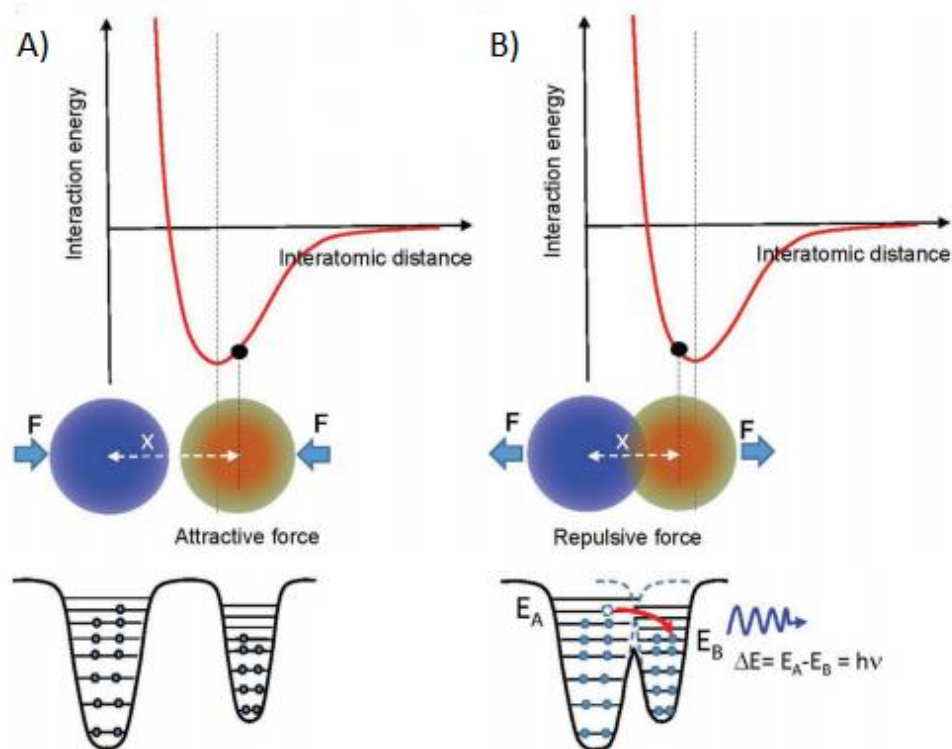 A)
Interaction energy
Interatomic distance
F
X
F
Attractive force
B)
Interaction energy
Interatomic distance
F
X
F
Repulsive force
E_A
E_B
ΔE= E_A-E_B = hν